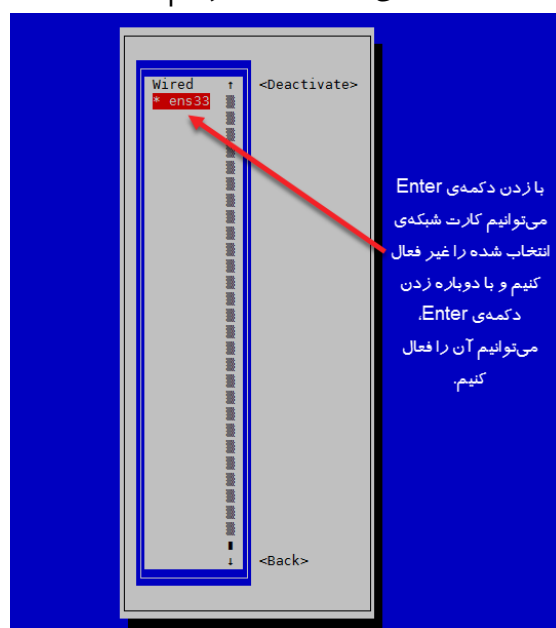 Wired ↑ <Deactivate>
* ens33
با زدن دکمه‌ی Enter
می‌توانیم کارت شبکه‌ی
انتخاب شده را غیر فعال
کنیم و با دوباره زدن
دکمه‌ی Enter،
می‌توانیم آن را فعال
کنیم.
↓ <Back>